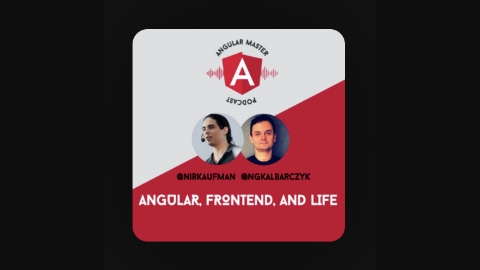 ANGULAR MASTER
A
PODCAST
@NIRKAUFMAN @NGKALBARCZYK
ANGULAR, FRONTEND, AND LIFE